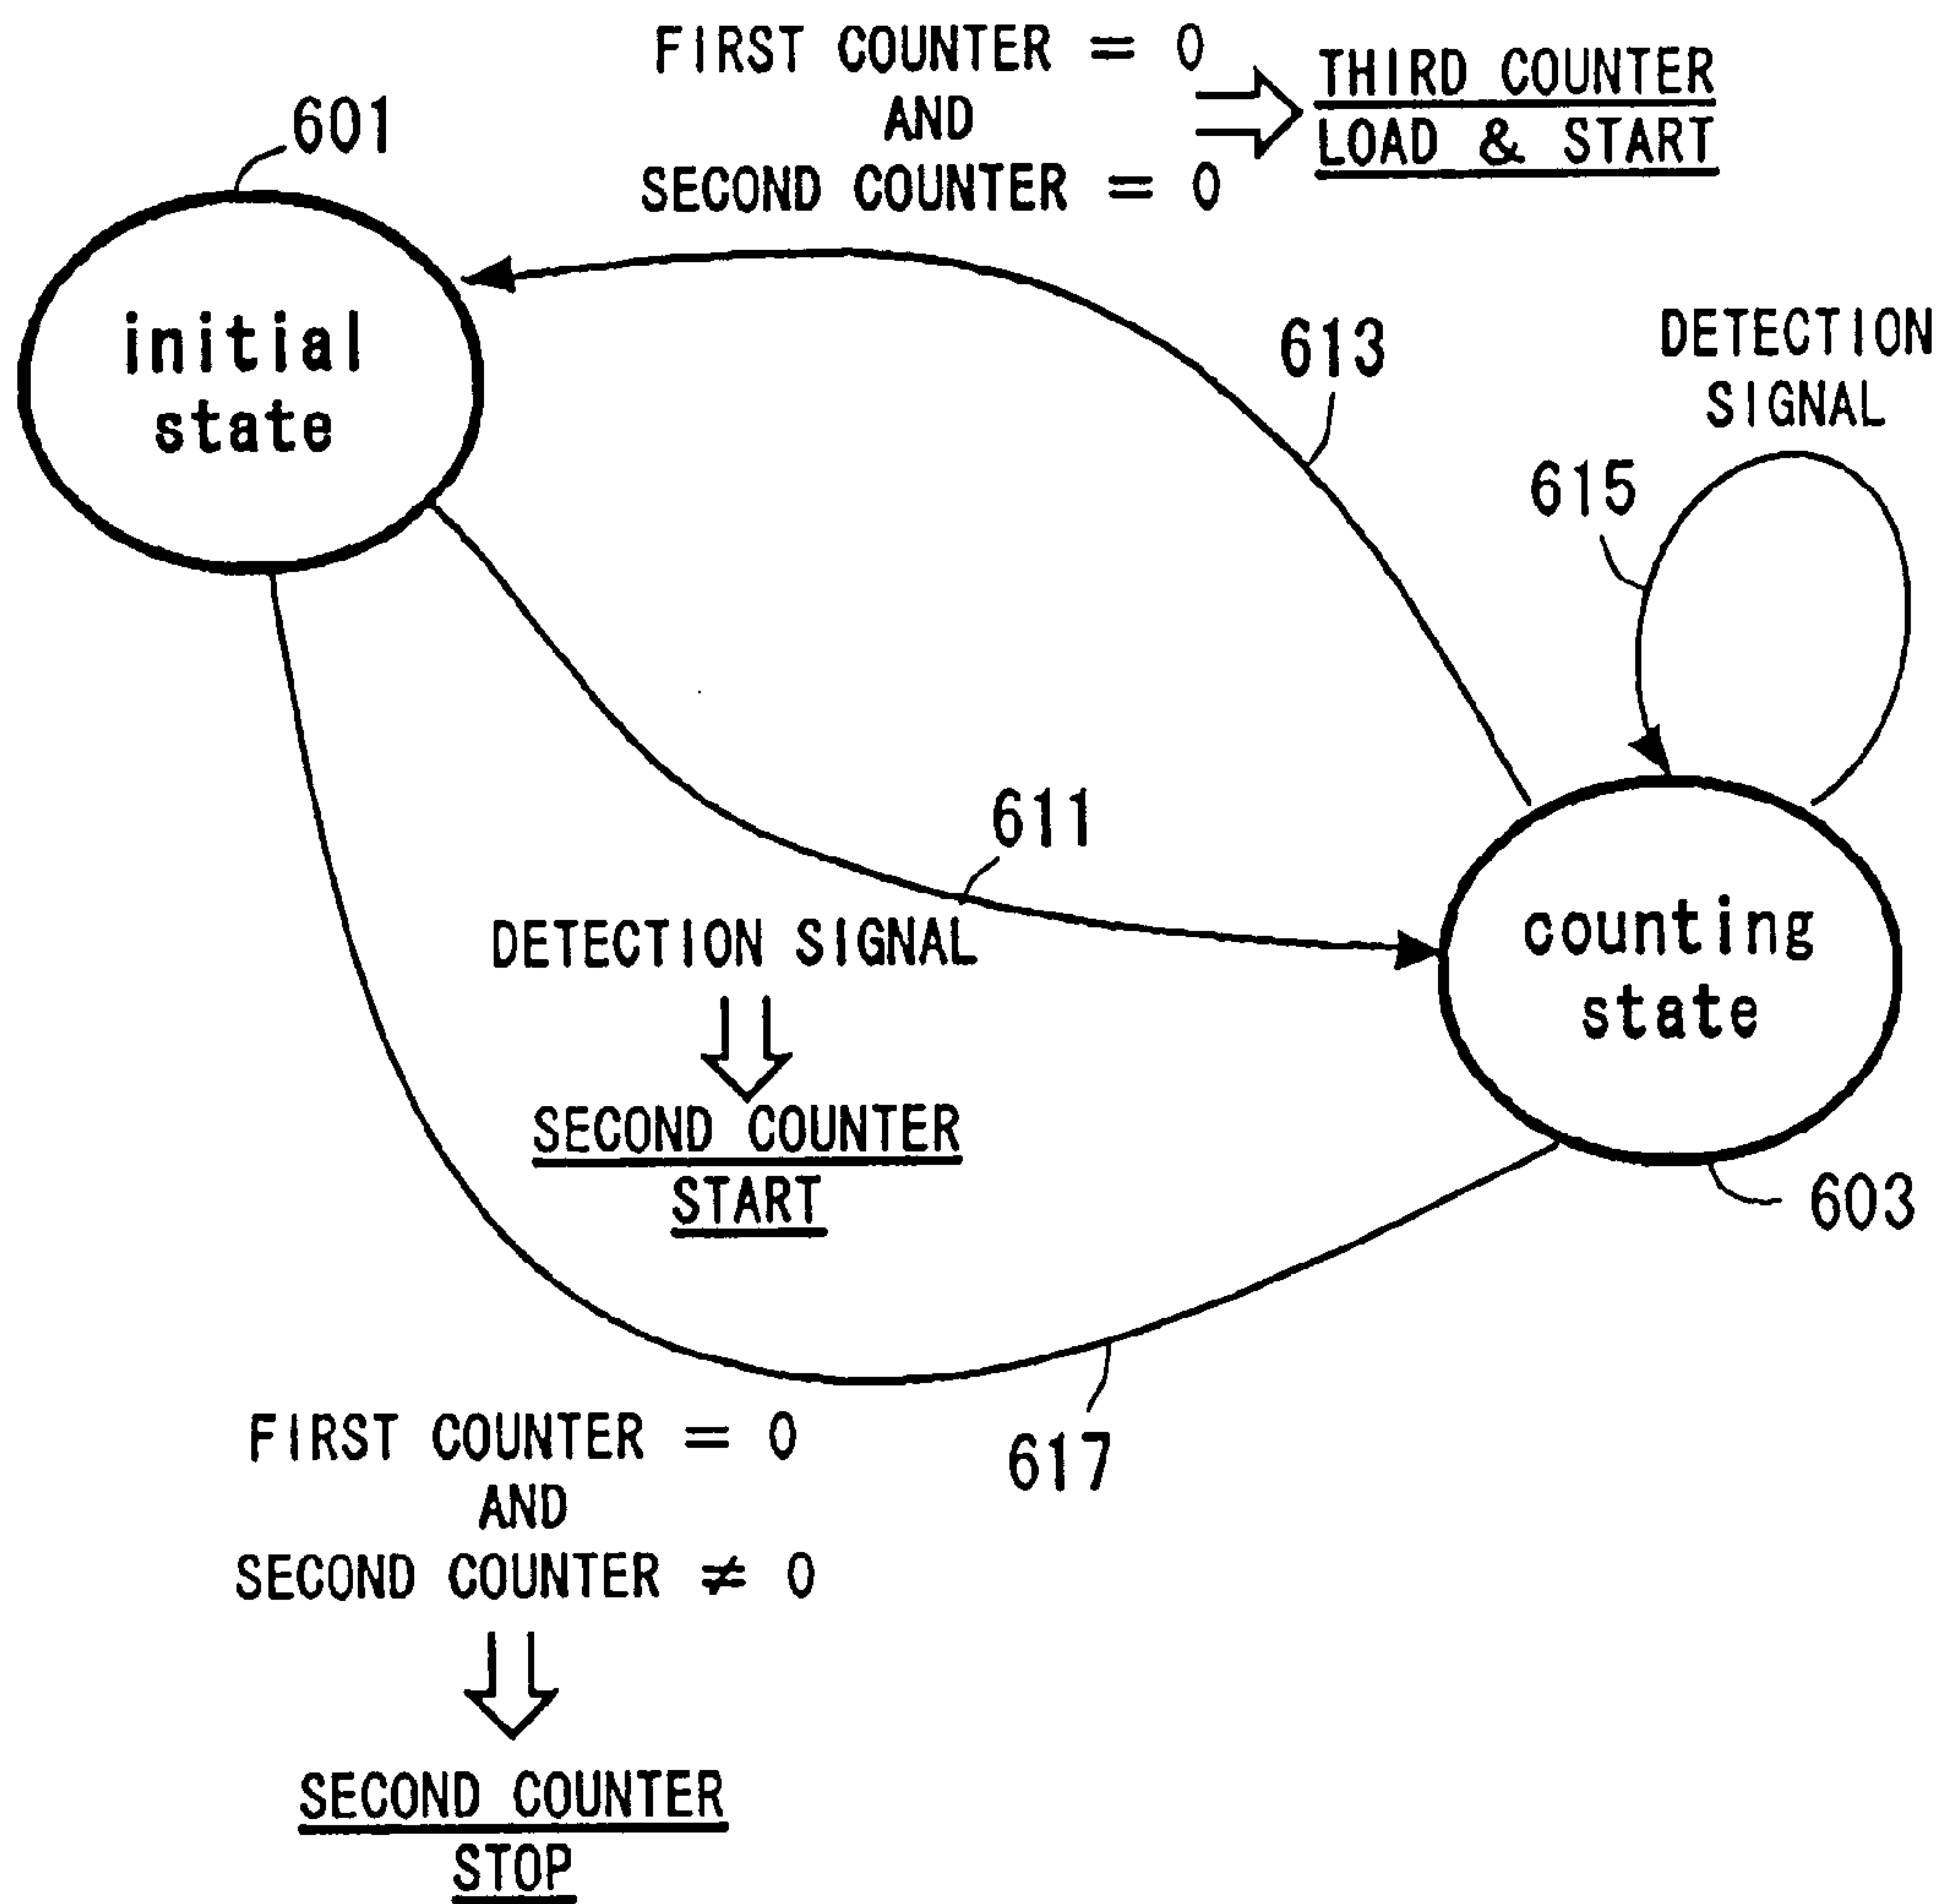 FIRST COUNTER = 0
AND
SECOND COUNTER = 0
THIRD COUNTER
LOAD & START
601
initial
state
613
DETECTION
SIGNAL
615
611
DETECTION SIGNAL
SECOND COUNTER
START
counting
state
603
617
FIRST COUNTER = 0
AND
SECOND COUNTER ≠ 0
SECOND COUNTER
STOP